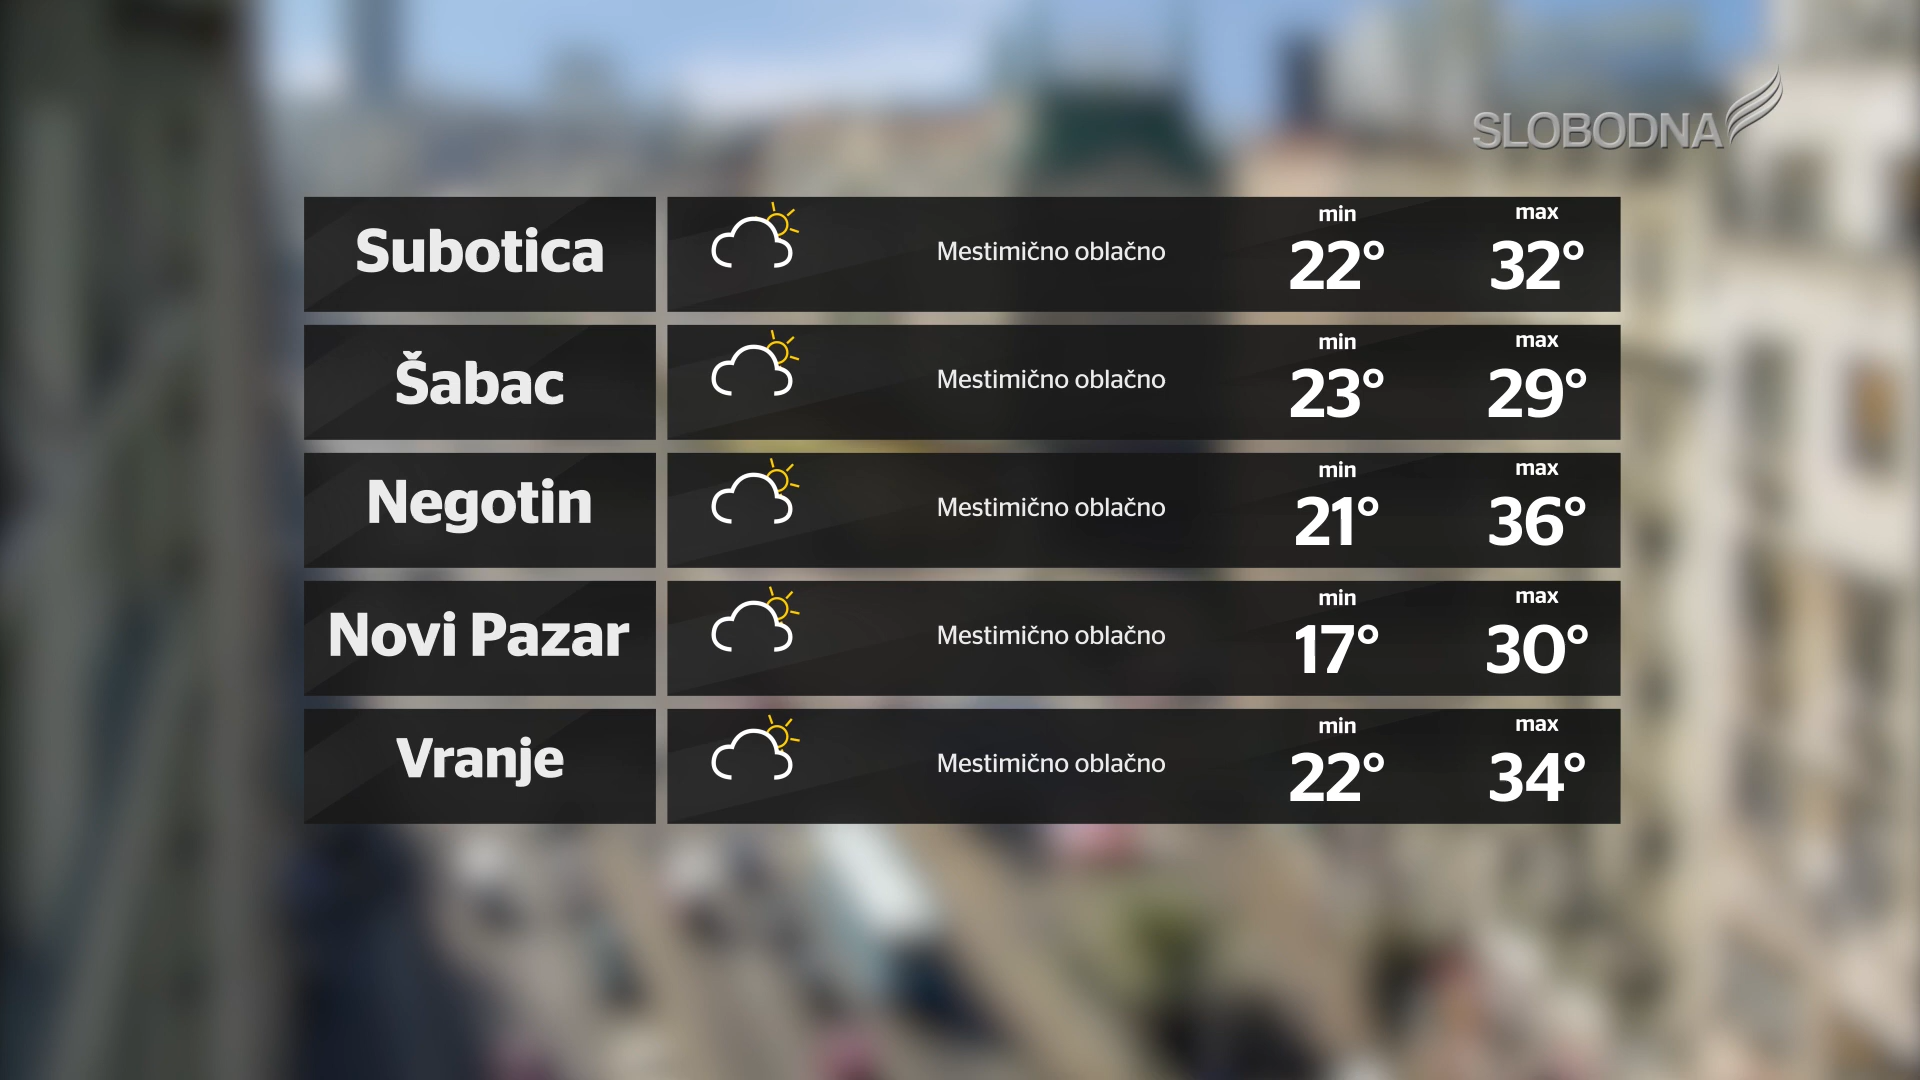 SLOBODNA
Subotica
Mestimično oblačno
min
22°
max
32°
Šabac
Mestimično oblačno
min
23°
max
29°
Negotin
Mestimično oblačno
min
21°
max
36°
Novi Pazar
Mestimično oblačno
min
17°
max
30°
Vranje
Mestimično oblačno
min
22°
max
34°